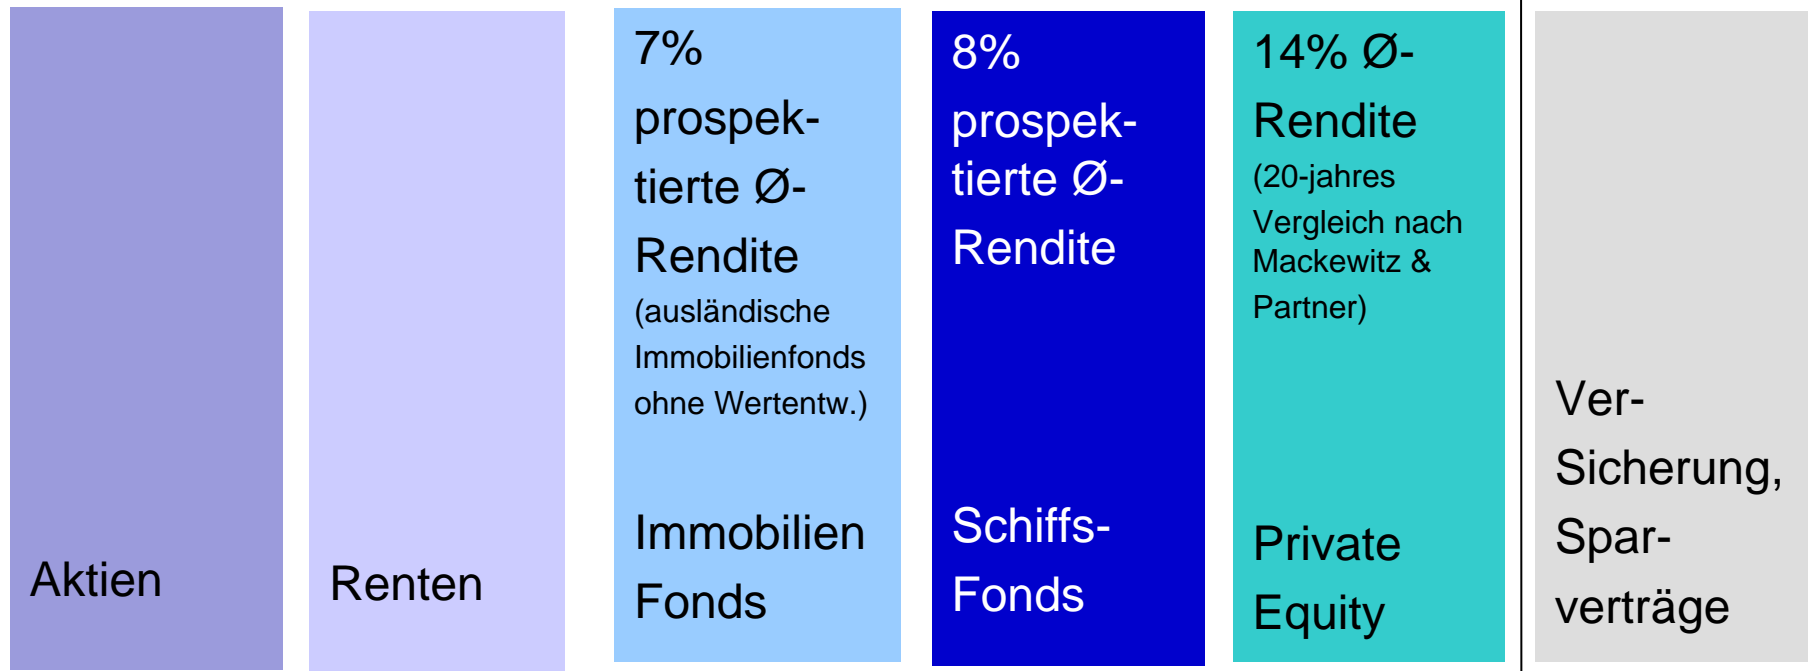 Aktien
Renten
7%
prospek-
tierte Ø-
Rendite
(ausländische
Immobilienfonds
ohne Wertentw.)
Immobilien
Fonds
8%
prospek-
tierte Ø-
Rendite
Schiffs-
Fonds
14% Ø-
Rendite
(20-jahres
Vergleich nach
Mackewitz &
Partner)
Private
Equity
Ver-
Sicherung,
Spar-
verträge